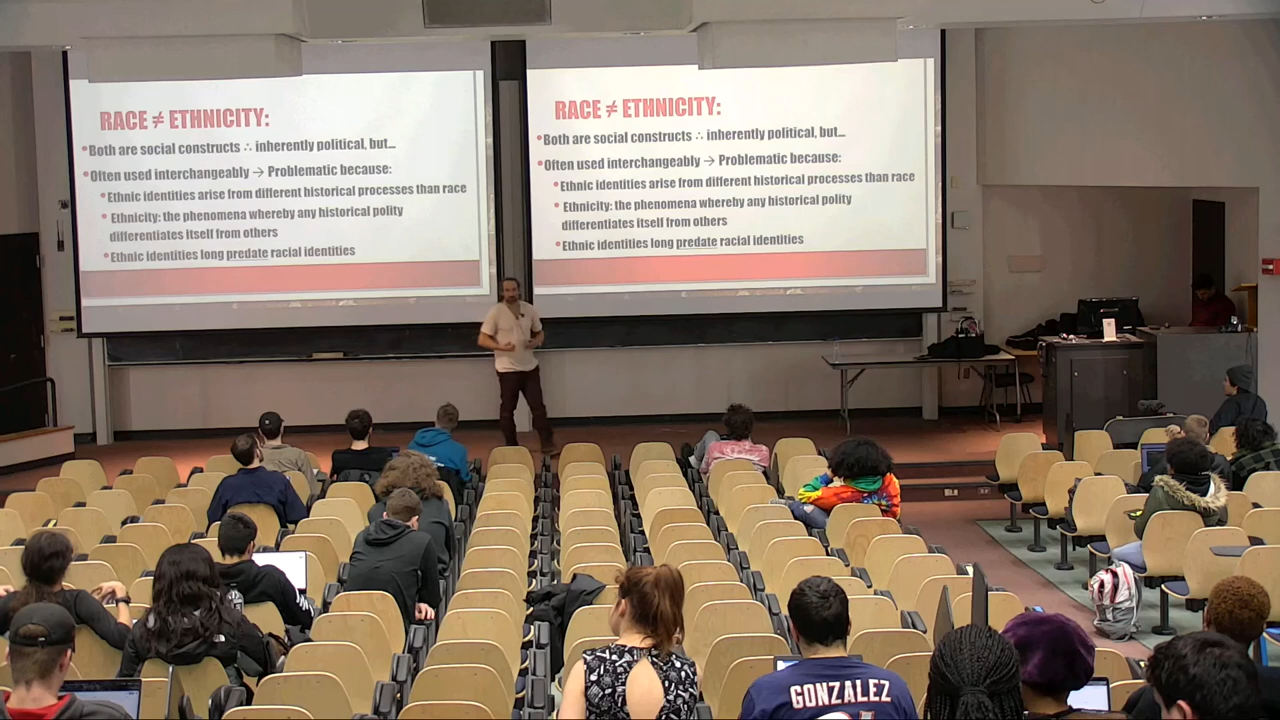 RACE ≠ ETHNICITY:
•Both are social constructs ∴ inherently political, but...
•Often used interchangeably → Problematic because:
•Ethnic identities arise from different historical processes than race
•Ethnicity: the phenomena whereby any historical polity
differentiates itself from others
•Ethnic identities long predate racial identities
RACE ≠ ETHNICITY:
•Both are social constructs ∴ inherently political, but...
•Often used interchangeably → Problematic because:
•Ethnic identities arise from different historical processes than race
•Ethnicity: the phenomena whereby any historical polity
differentiates itself from others
•Ethnic identities long predate racial identities
GONZALEZ